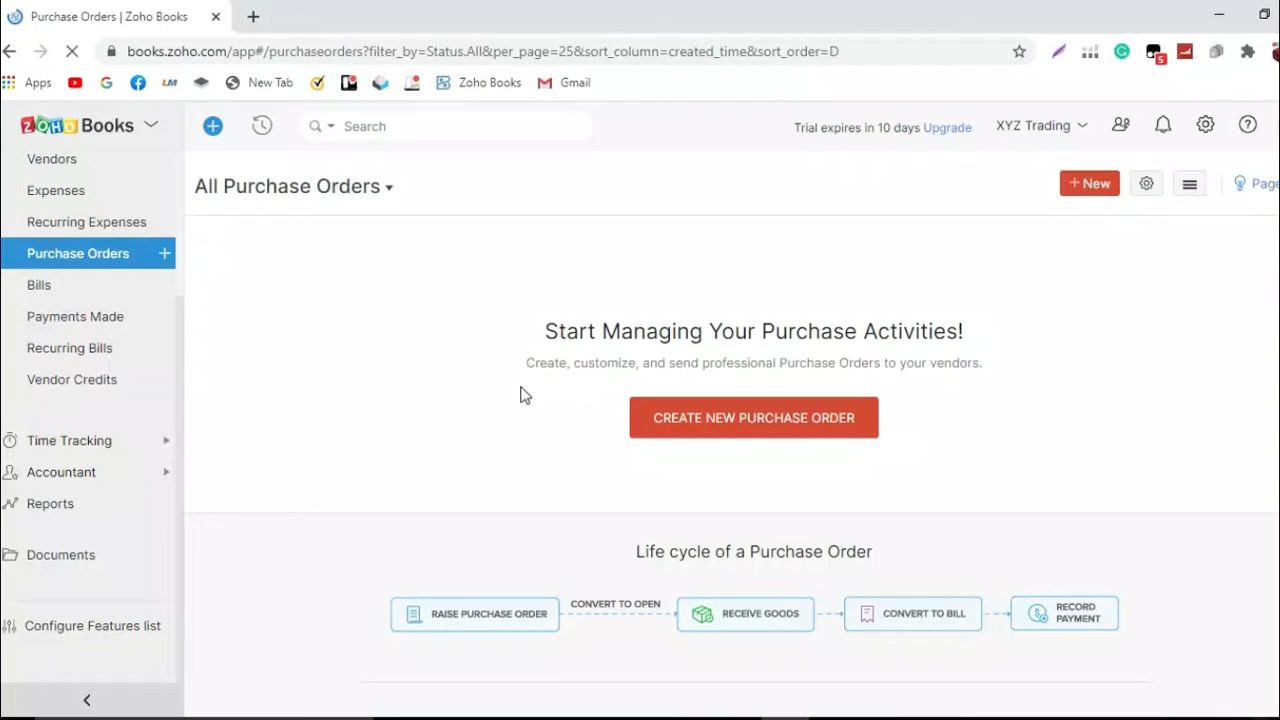 Purchase Orders | Zoho Books
books.zoho.com/app#/purchaseorders?filter_by=Status.All&per_page=25&sort_column=created_time&sort_order=D
5
Apps
New Tab
Zoho Books
Gmail
ZOHO Books
Search
Trial expires in 10 days Upgrade
XYZ Trading
Vendors
Expenses
Recurring Expenses
Purchase Orders
Bills
Payments Made
Recurring Bills
Vendor Credits
Time Tracking
Accountant
Reports
Documents
Configure Features list
All Purchase Orders
+ New
Page
Start Managing Your Purchase Activities!
Create, customize, and send professional Purchase Orders to your vendors.
CREATE NEW PURCHASE ORDER
Life cycle of a Purchase Order
RAISE PURCHASE ORDER
CONVERT TO OPEN
RECEIVE GOODS
CONVERT TO BILL
RECORD
PAYMENT